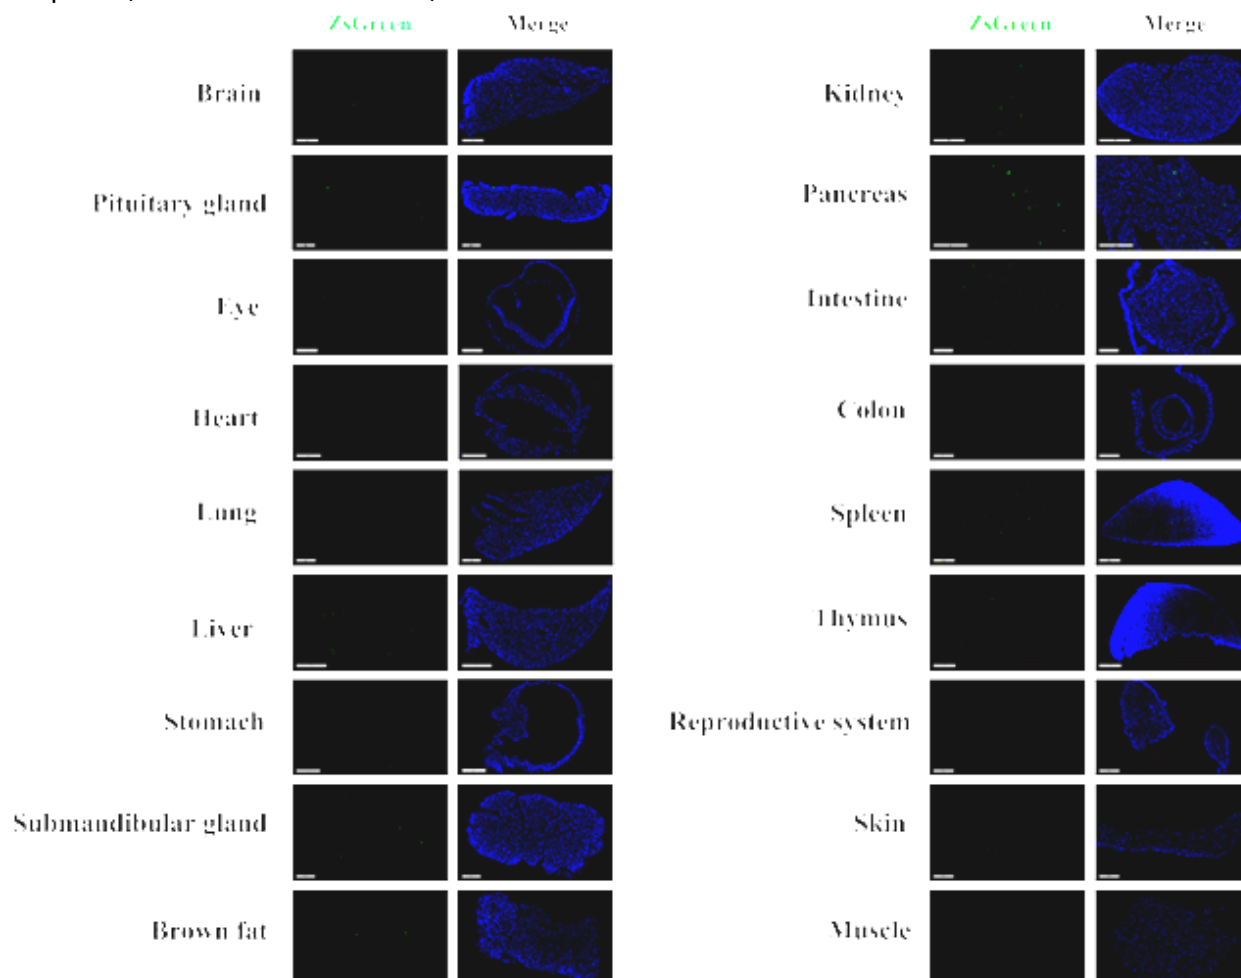 ZsGreen Merge ZsGreen Merge
Brain Kidney
Pituitary gland Pancreas
Eye Intestine
Heart Colon
Lung Spleen
Liver Thymus
Stomach Reproductive system
Submandibular gland Skin
Brown fat Muscle